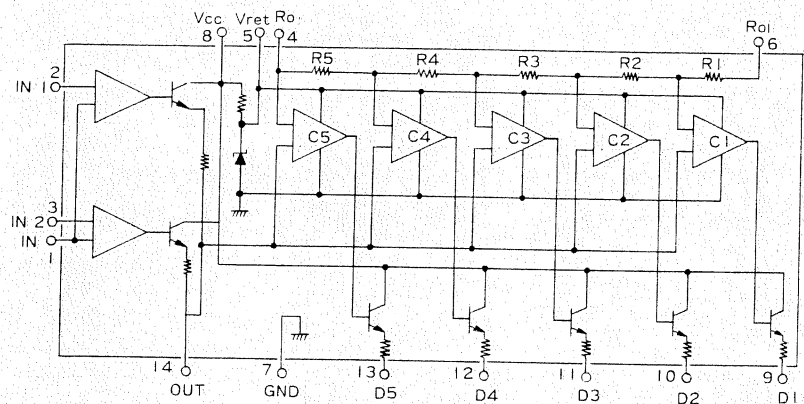 Vcc Vret Ro
8 5 4
Ro1
6
R5 R4 R3 R2 R1
2
IN 1
C5 C4 C3 C2 C1
3
IN 2
IN
1
14 7 13 12 11 10 9
OUT GND D5 D4 D3 D2 D1